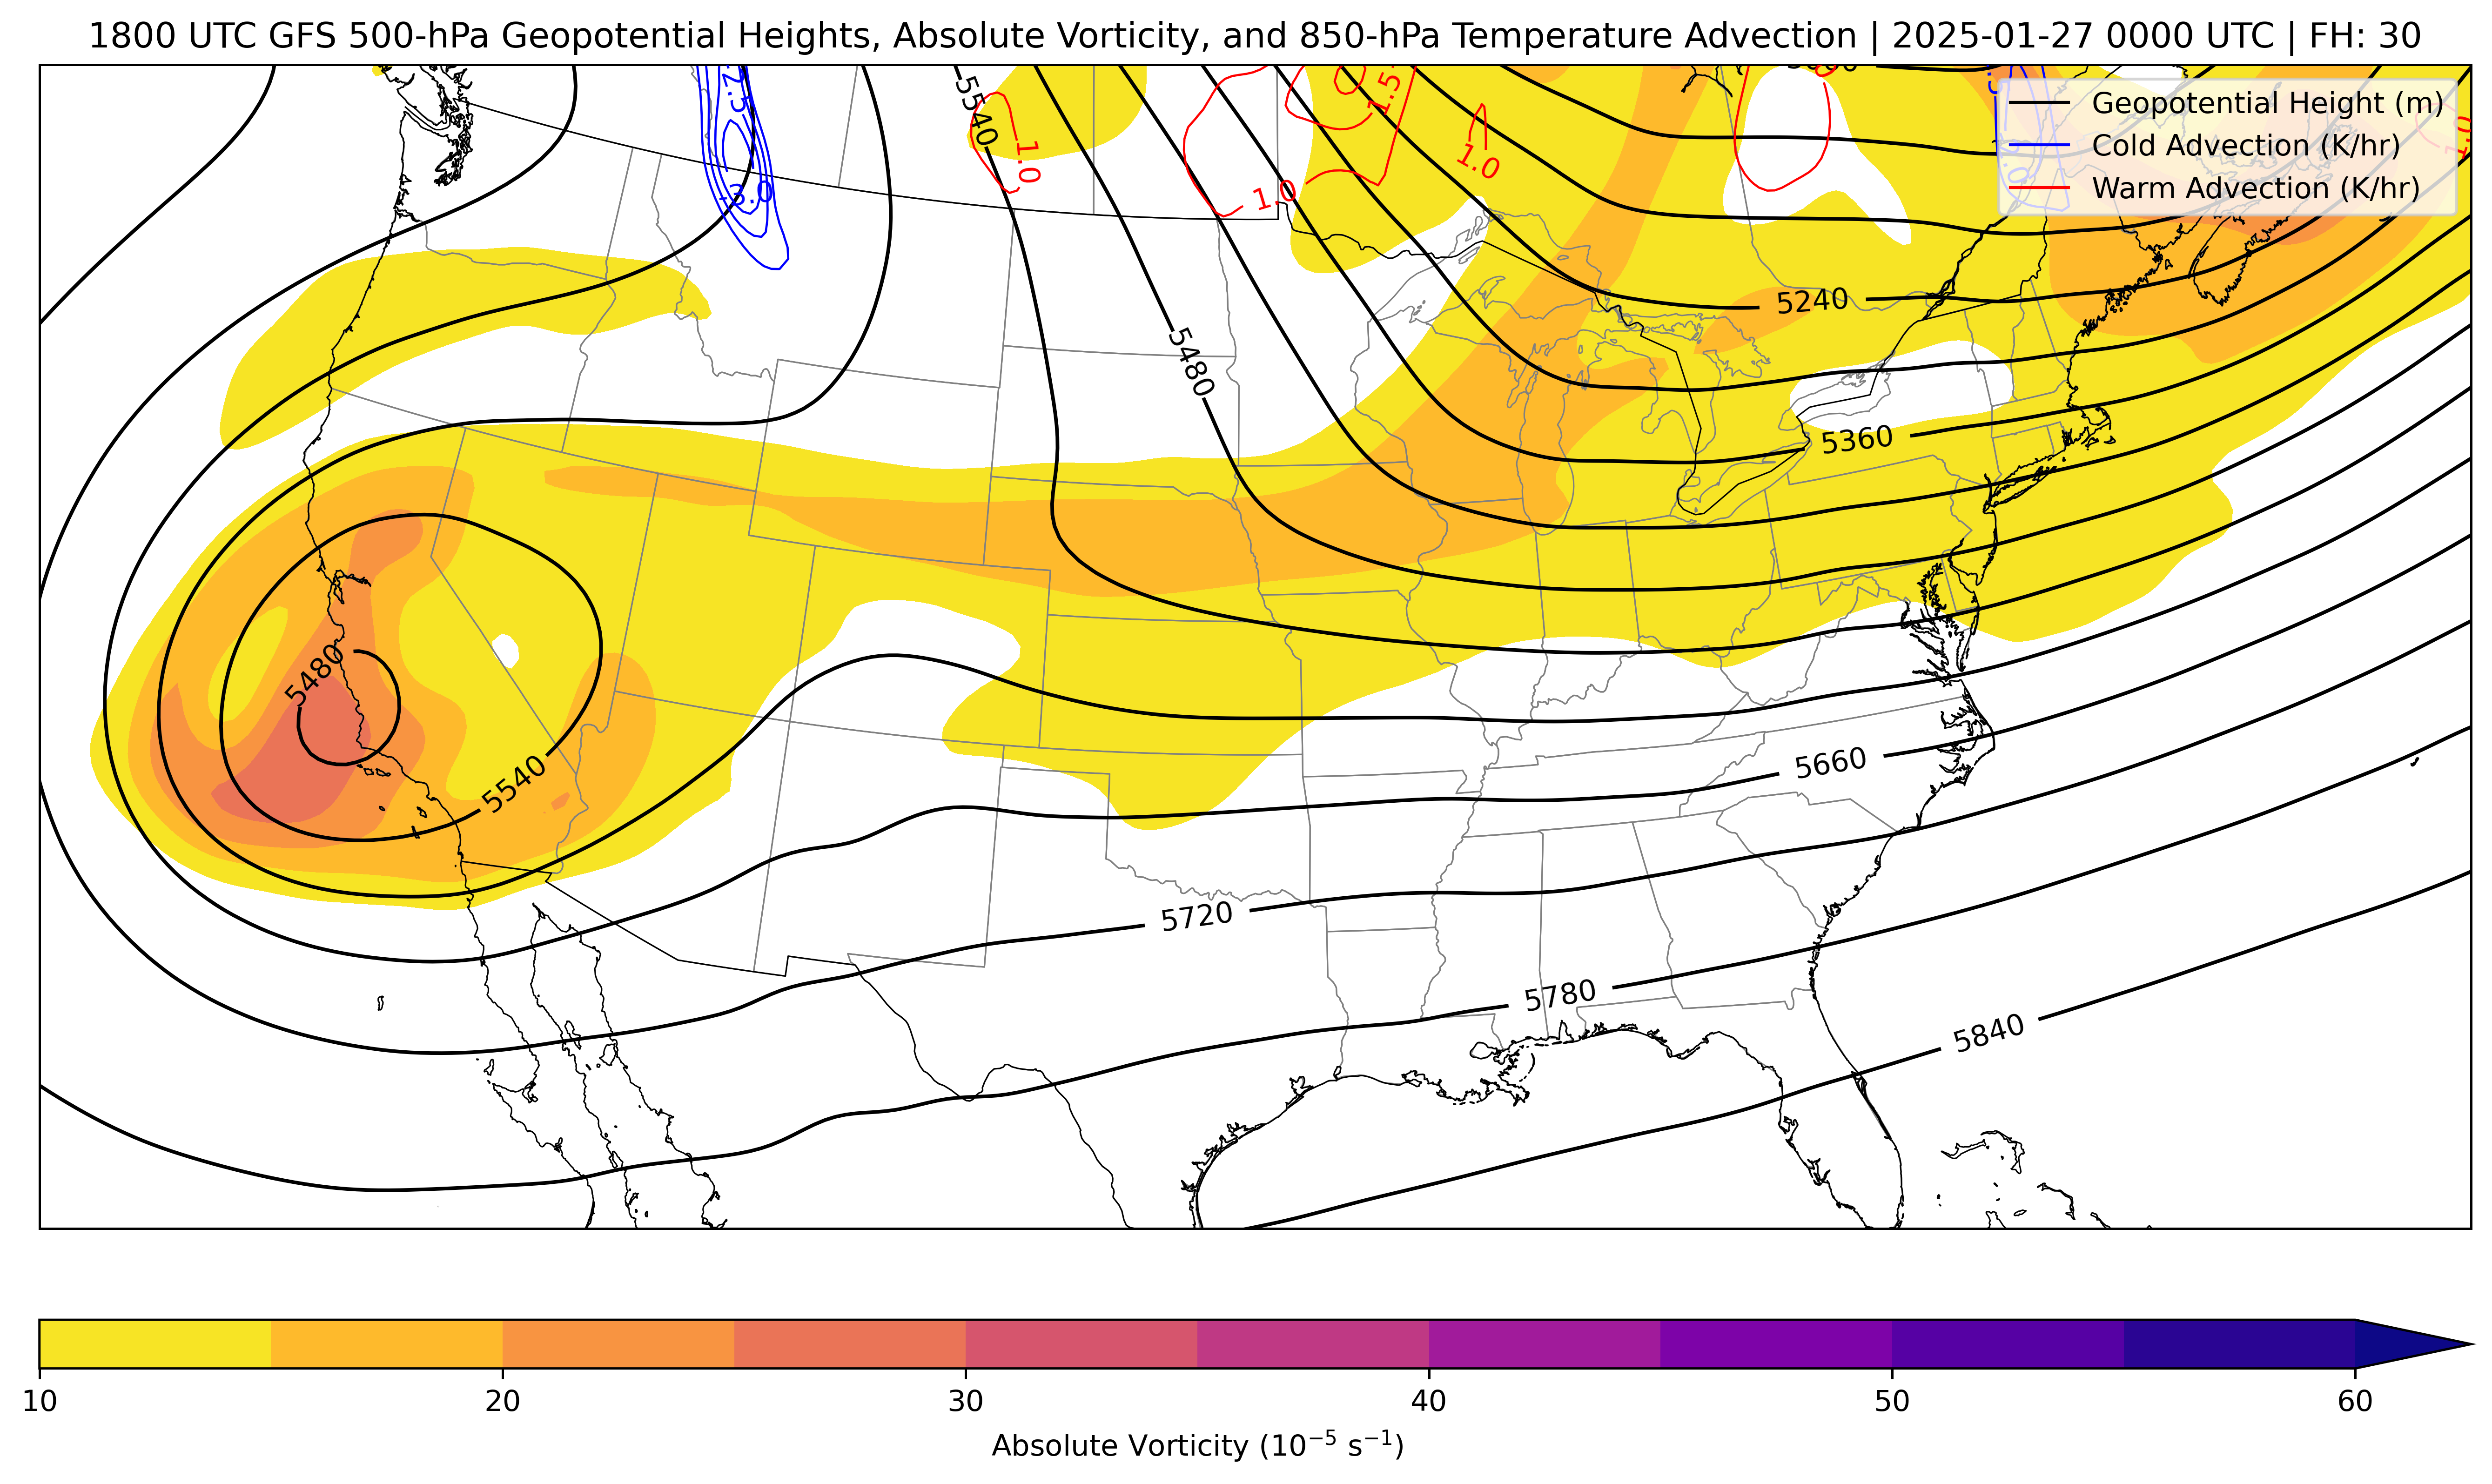 1800 UTC GFS 500-hPa Geopotential Heights, Absolute Vorticity, and 850-hPa Temperature Advection | 2025-01-27 0000 UTC | FH: 30
Geopotential Height (m)
Cold Advection (K/hr)
Warm Advection (K/hr)
1.5
5540
1.0
1.0
1.0
1.0
5240
5480
5360
5480
5540
5660
5720
5780
5840
10 20 30 40 50 60
Absolute Vorticity (10⁻⁵ s⁻¹)